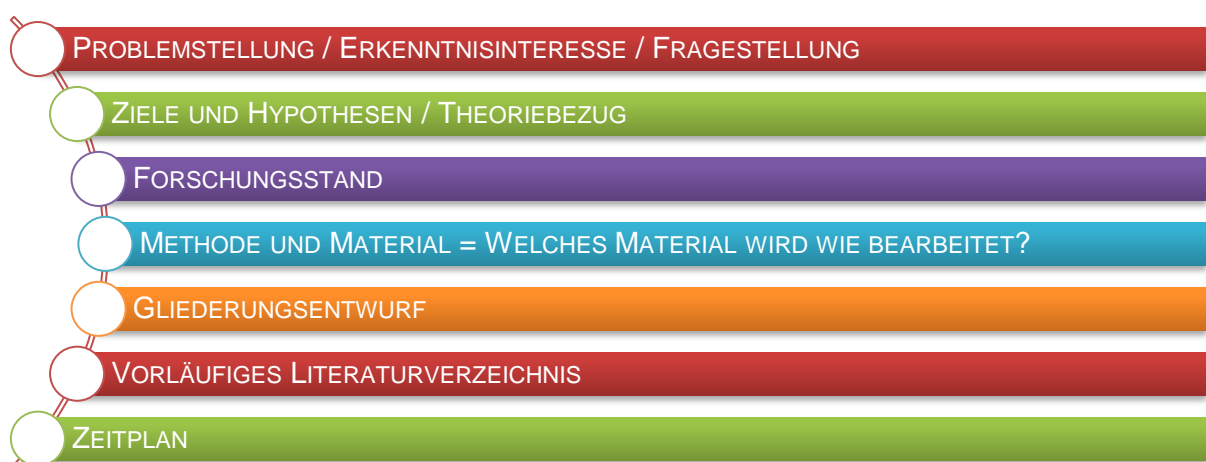 Problemstellung / Erkenntnisinteresse / Fragestellung
Ziele und Hypothesen / Theoriebezug
Forschungsstand
Methode und Material = Welches Material wird wie bearbeitet?
Gliederungsentwurf
Vorläufiges Literaturverzeichnis
Zeitplan